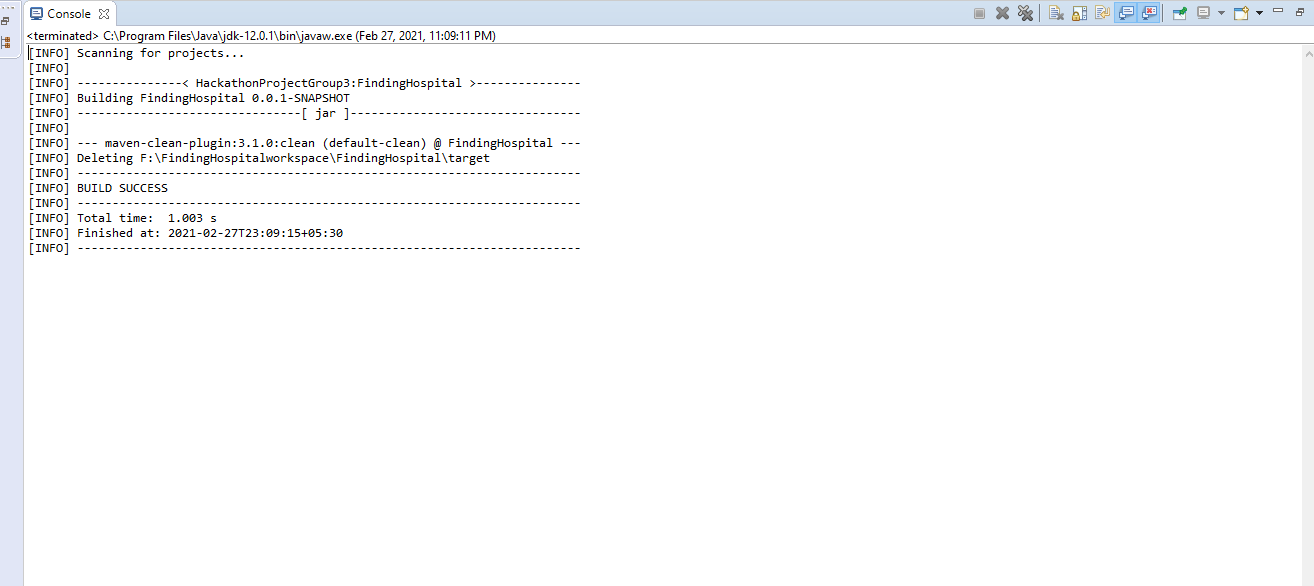 Console
<terminated> C:\Program Files\Java\jdk-12.0.1\bin\javaw.exe (Feb 27, 2021, 11:09:11 PM)
[INFO] Scanning for projects...
[INFO]
[INFO] ---------------< HackathonProjectGroup3:FindingHospital >---------------
[INFO] Building FindingHospital 0.0.1-SNAPSHOT
[INFO] --------------------------------[ jar ]---------------------------------
[INFO]
[INFO] --- maven-clean-plugin:3.1.0:clean (default-clean) @ FindingHospital ---
[INFO] Deleting F:\FindingHospitalworkspace\FindingHospital\target
[INFO] ------------------------------------------------------------------------
[INFO] BUILD SUCCESS
[INFO] ------------------------------------------------------------------------
[INFO] Total time:  1.003 s
[INFO] Finished at: 2021-02-27T23:09:15+05:30
[INFO] ------------------------------------------------------------------------